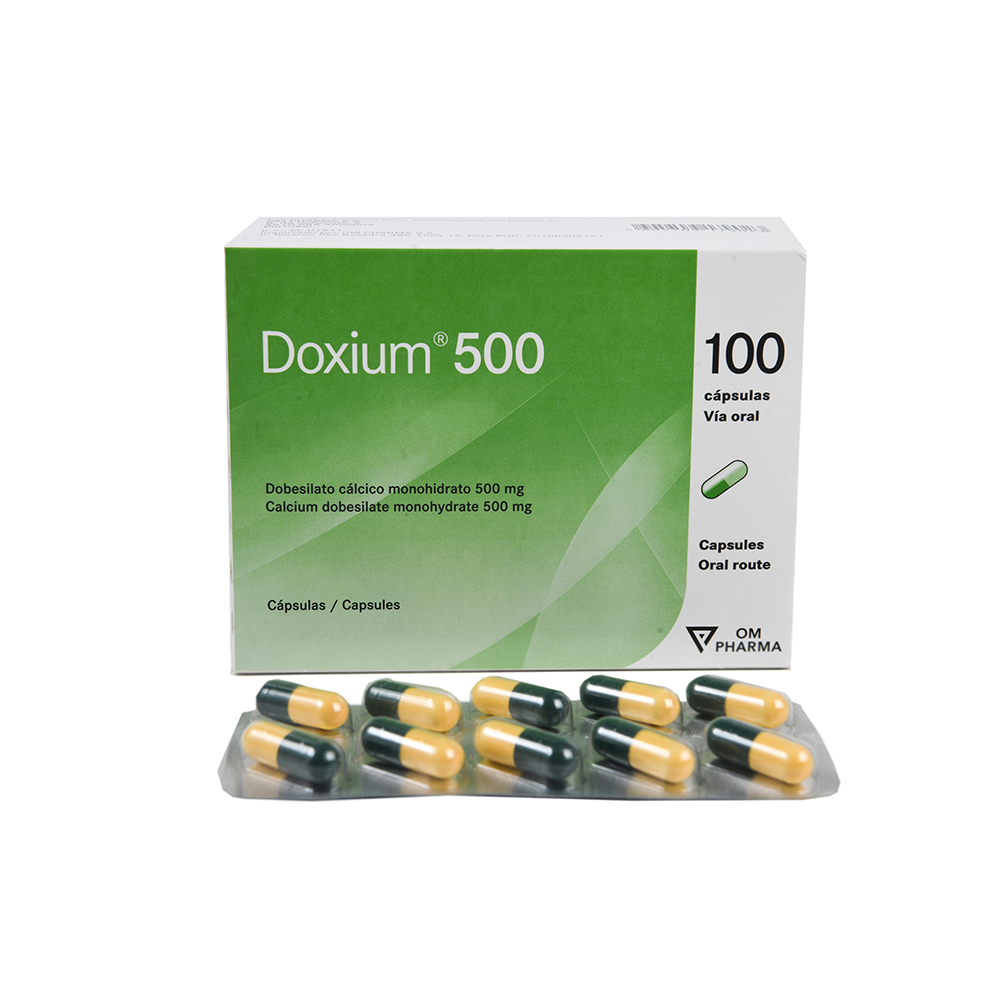 Doxium® 500
Dobesilato cálcico monohidrato 500 mg
Calcium dobesilate monohydrate 500 mg
Cápsulas / Capsules
100
cápsulas
Vía oral
Capsules
Oral route
OM
PHARMA